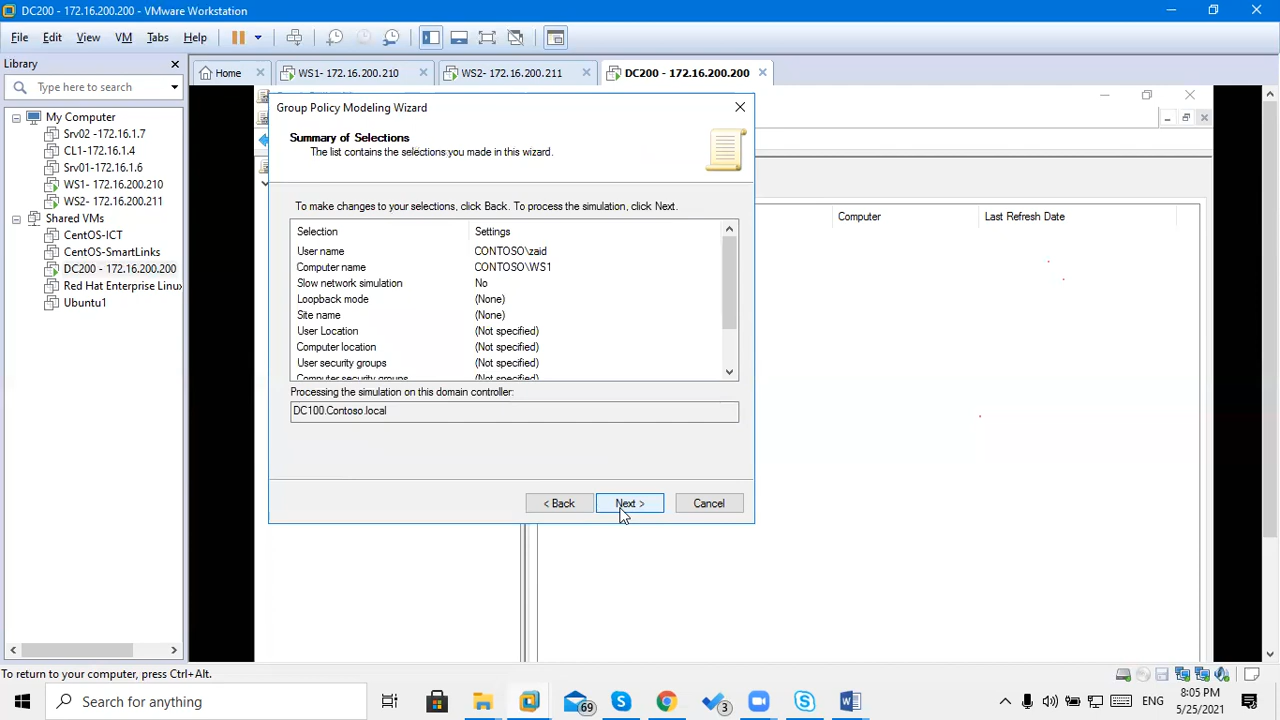 DC200 - 172.16.200.200 - VMware Workstation
File Edit View VM Tabs Help
Library
Type here to search
My Computer
Srv02 -172.16.1.7
CL1-172.16.1.4
Srv01-172.16.1.6
WS1- 172.16.200.210
WS2- 172.16.200.211
Shared VMs
CentOS-ICT
CentOS-SmartLinks
DC200 - 172.16.200.200
Red Hat Enterprise Linux
Ubuntu1
Home
WS1- 172.16.200.210
WS2- 172.16.200.211
DC200 - 172.16.200.200
Group Policy Modeling Wizard
Summary of Selections
The list contains the selections you made in this wizard.
To make changes to your selections, click Back. To process the simulation, click Next.
Selection Settings
User name CONTOSO\zaid
Computer name CONTOSO\WS1
Slow network simulation No
Loopback mode (None)
Site name (None)
User Location (Not specified)
Computer location (Not specified)
User security groups (Not specified)
Computer security groups (Not specified)
Processing the simulation on this domain controller:
DC100.Contoso.local
< Back Next > Cancel
Computer Last Refresh Date
To return to your computer, press Ctrl+Alt.
Search for anything
69
3
ENG
8:05 PM
5/25/2021